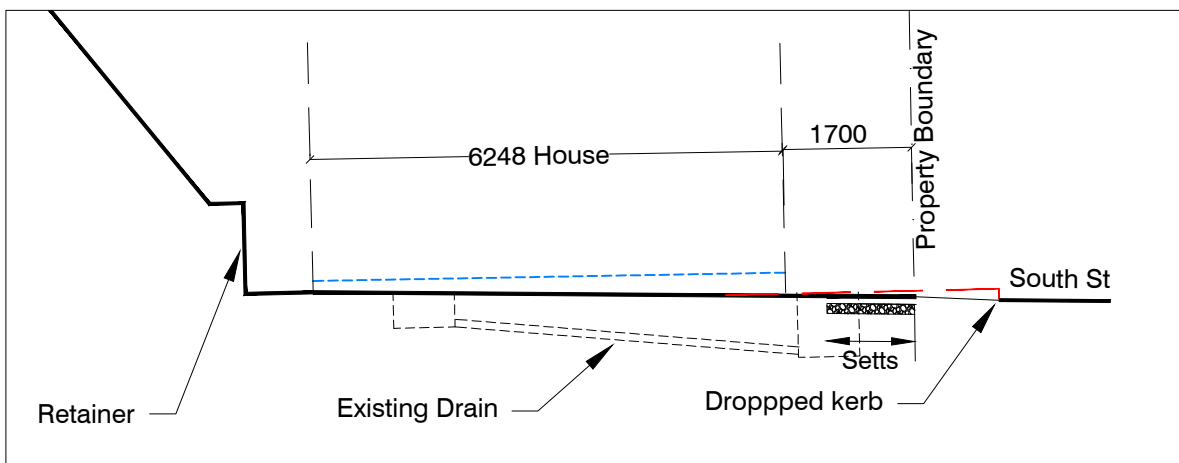 Property Boundary
1700
6248 House
South St
Setts
Retainer
Existing Drain
Droppped kerb